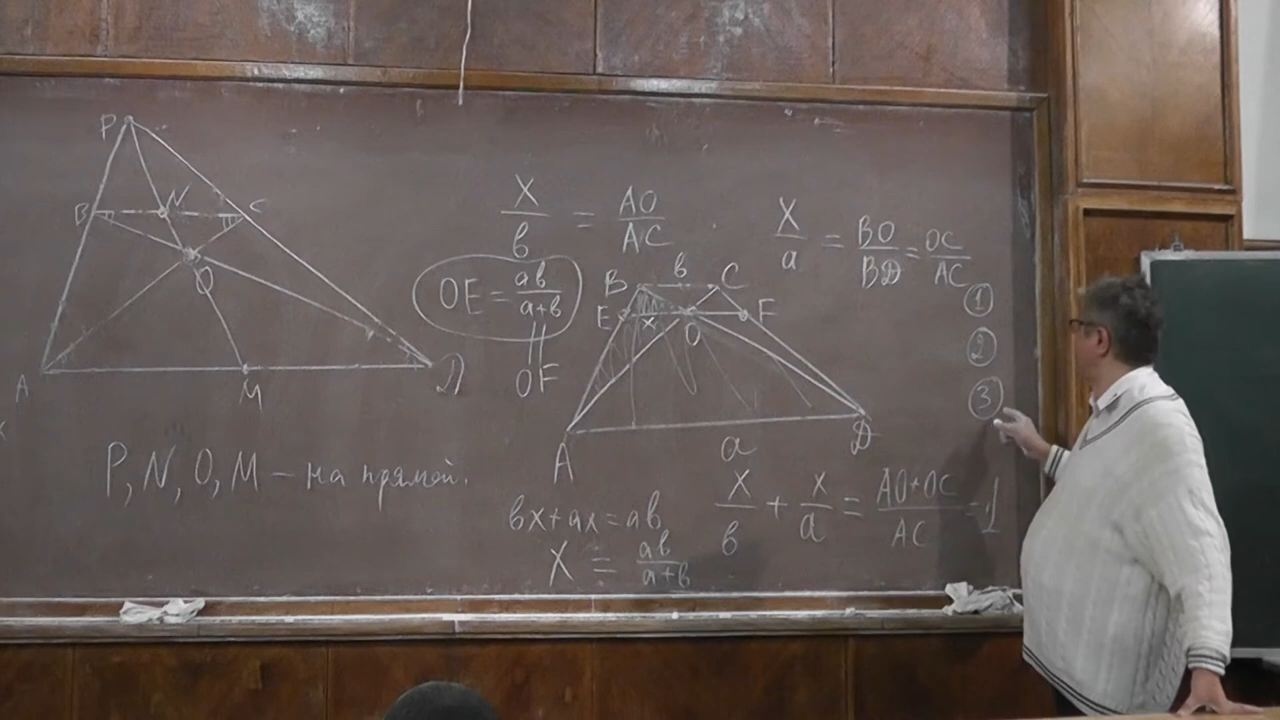 P
B N C
O
A M D
P, N, O, M – на прямой.
x/b = AO/AC
x/a = BO/BD = OC/AC
OE = ab/a+b
OF
B b C
E x O F
A a D
1
2
3
bx+ax=ab
x = ab/a+b
x/b + x/a = AO+OC/AC = 1